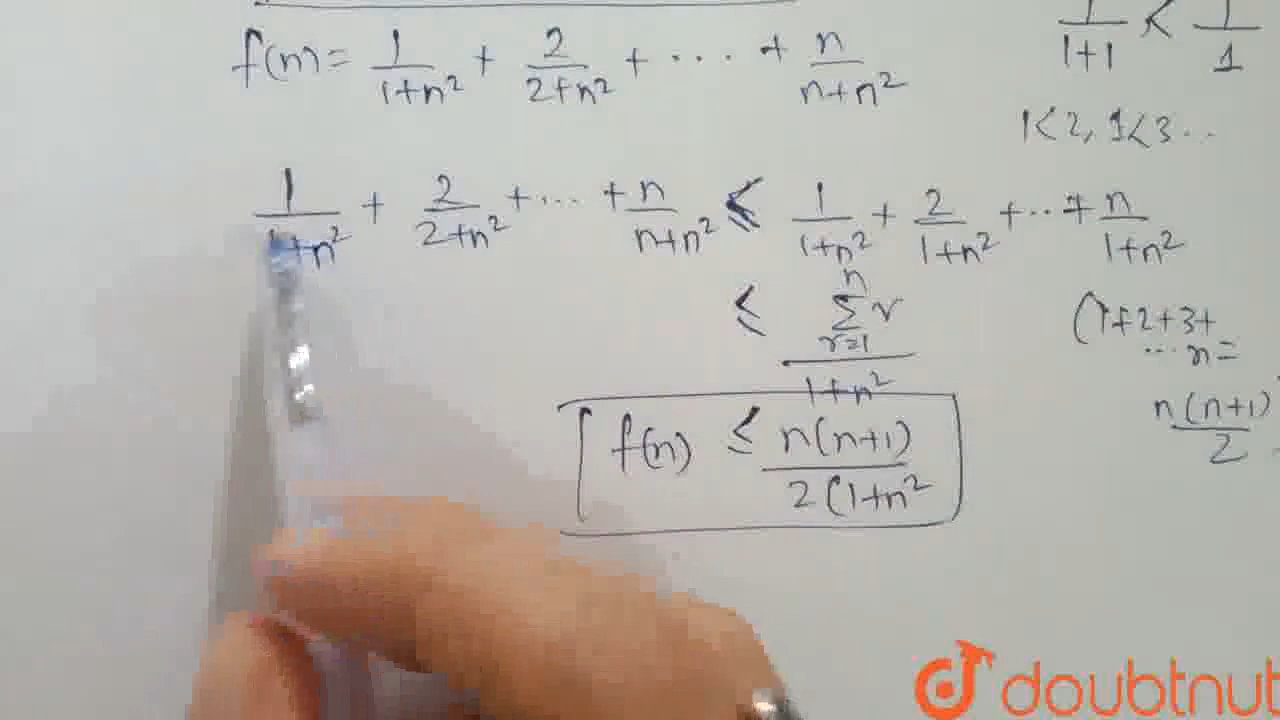 f(n) = 1/(1+n²) + 2/(2+n²) + .... + n/(n+n²)
1/(1+1) < 1/1
1<2, 1<3 ...
1/(1+n²) + 2/(2+n²) + ... + n/(n+n²) ≤ 1/(1+n²) + 2/(1+n²) + ... + n/(1+n²)
≤ (n Σ r=1 r)/(1+n²)
(1+2+3+
... n =
n(n+1)/2
f(n) ≤ n(n+1)/2(1+n²
doubtnut